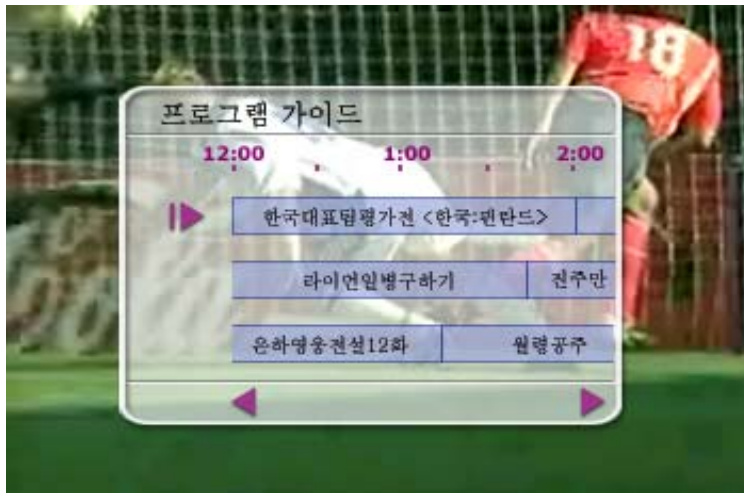 18
프로그램 가이드
12:00 1:00 2:00
한국대표팀평가전 <한국:핀란드>
라이언일병구하기 진주만
은하영웅전설12화 월령공주